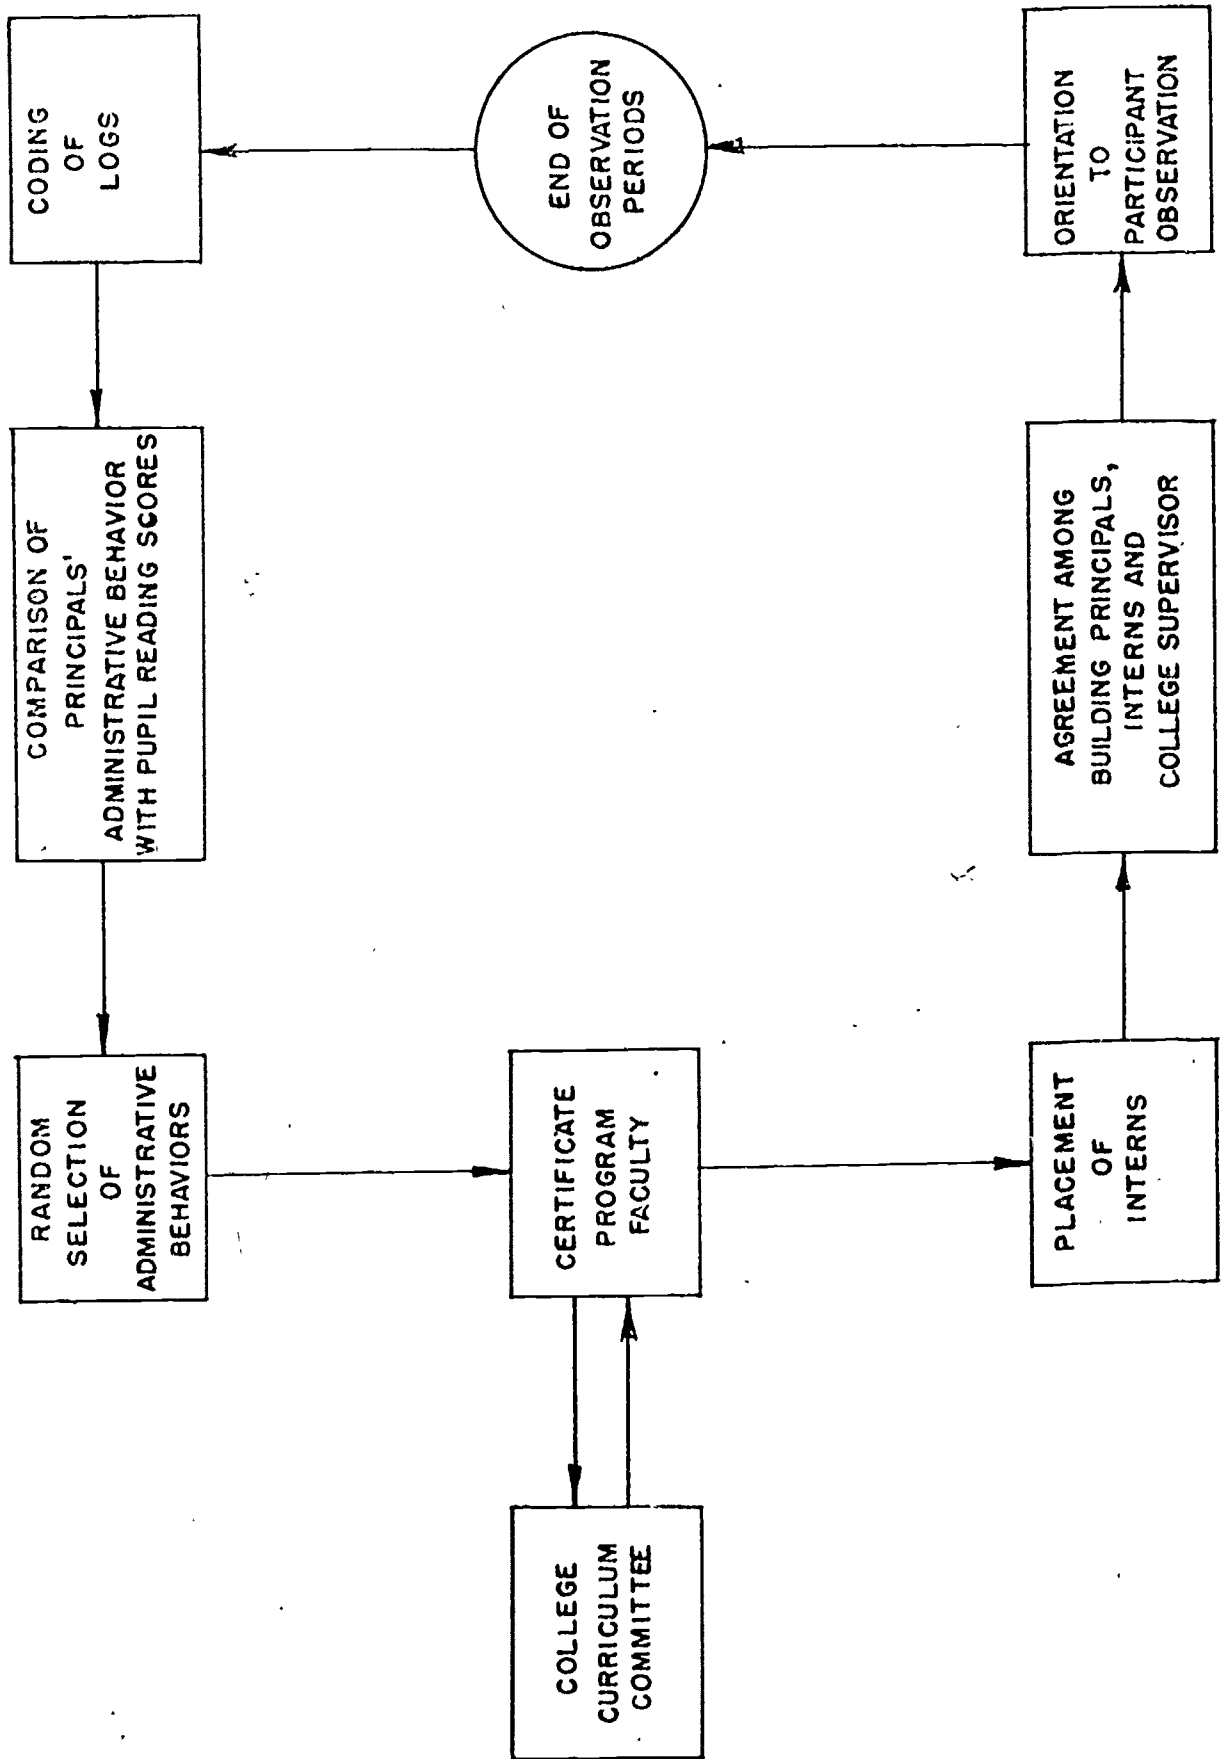 COLLEGE
CURRICULUM
COMMITTEE
CERTIFICATE
PROGRAM
FACULTY
RANDOM
SELECTION
OF
ADMINISTRATIVE
BEHAVIORS
COMPARISON OF
PRINCIPALS'
ADMINISTRATIVE BEHAVIOR
WITH PUPIL READING SCORES
CODING
OF
LOGS
END OF
OBSERVATION
PERIODS
PLACEMENT
OF
INTERNS
AGREEMENT AMONG
BUILDING PRINCIPALS,
INTERNS AND
COLLEGE SUPERVISOR
ORIENTATION
TO
PARTICIPANT
OBSERVATION